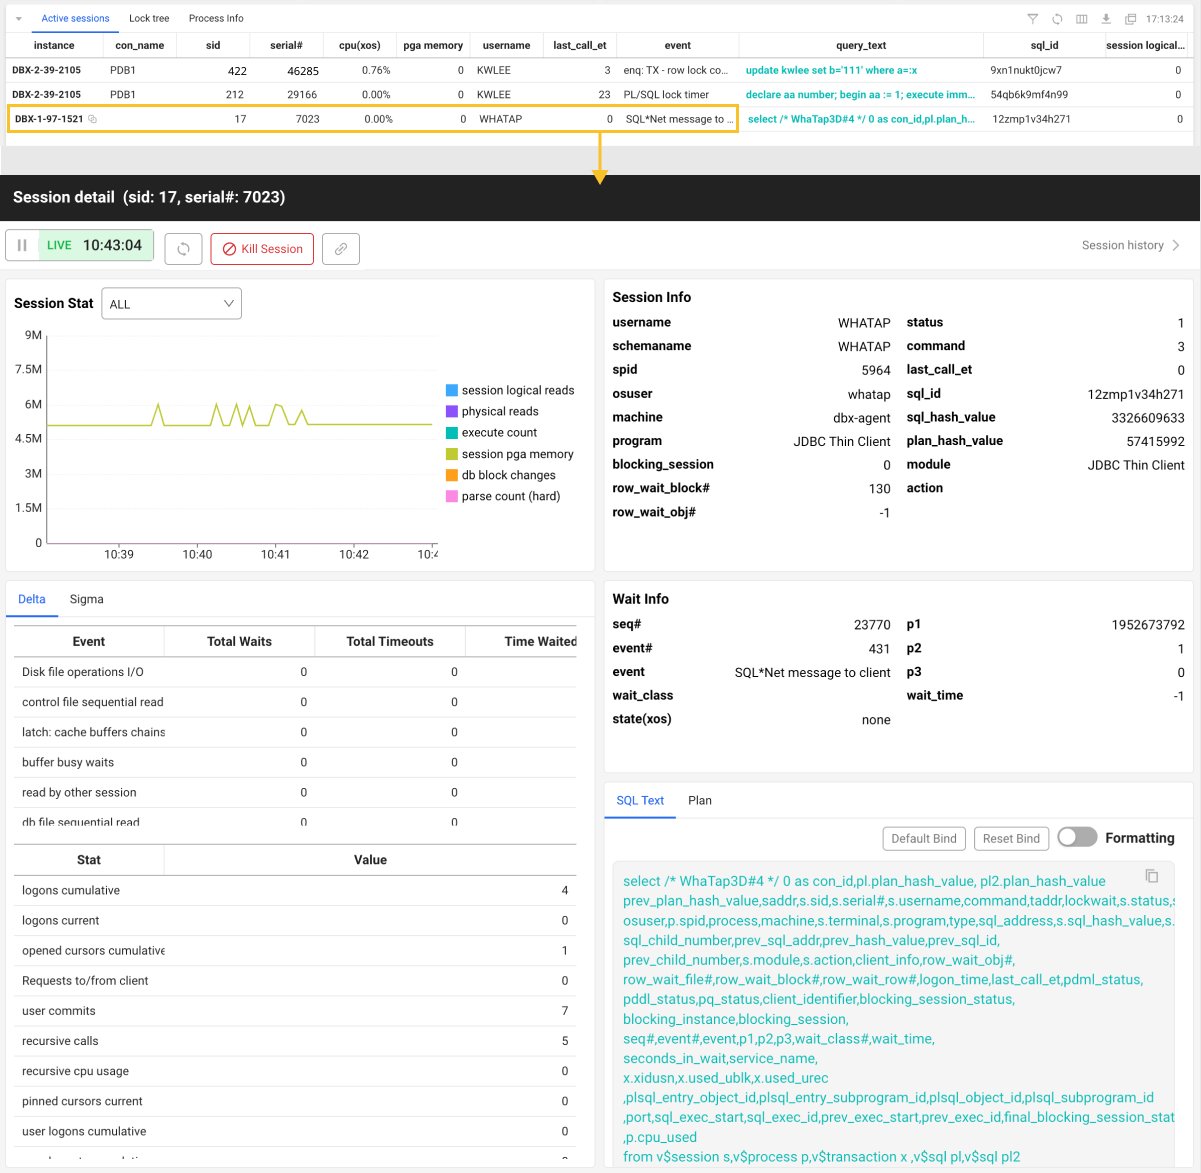 Active sessions Lock tree Process Info 17:13:24
instance con_name sid serial# cpu(xos) pga memory username last_call_et event query_text sql_id session logical...
DBX-2-39-2105 PDB1 422 46285 0.76% 0 KWLEE 3 enq: TX - row lock co... update kwlee set b='111' where a=:x 9xn1nukt0jcw7 0
DBX-2-39-2105 PDB1 212 29166 0.00% 0 KWLEE 23 PL/SQL lock timer declare aa number; begin aa := 1; execute imm... 54qb6k9mf4n99 0
DBX-1-97-1521 17 7023 0.00% 0 WHATAP 0 SQL*Net message to ... select /* WhaTap3D#4 */ 0 as con_id,pl.plan_h... 12zmp1v34h271 0
Session detail (sid: 17, serial#: 7023)
LIVE 10:43:04 Kill Session Session history
Session Stat ALL
9M
7.5M
6M
4.5M
3M
1.5M
0
10:39 10:40 10:41 10:42
session logical reads
physical reads
execute count
session pga memory
db block changes
parse count (hard)
Session Info
username WHATAP status 1
schemaname WHATAP command 3
spid 5964 last_call_et 0
osuser whatap sql_id 12zmp1v34h271
machine dbx-agent sql_hash_value 3326609633
program JDBC Thin Client plan_hash_value 57415992
blocking_session 0 module JDBC Thin Client
row_wait_block# 130 action
row_wait_obj# -1
Delta Sigma
Event Total Waits Total Timeouts Time Waited
Disk file operations I/O 0 0
control file sequential read 0 0
latch: cache buffers chains 0 0
buffer busy waits 0 0
read by other session 0 0
db file sequential read 0 0
Stat Value
logons cumulative 4
logons current 0
opened cursors cumulative 1
Requests to/from client 0
user commits 7
recursive calls 5
recursive cpu usage 0
pinned cursors current 0
user logons cumulative 0
Wait Info
seq# 23770 p1 1952673792
event# 431 p2 1
event SQL*Net message to client p3 0
wait_class wait_time -1
state(xos) none
SQL Text Plan
Default Bind Reset Bind Formatting
select /* WhaTap3D#4 */ 0 as con_id,pl.plan_hash_value, pl2.plan_hash_value
prev_plan_hash_value,saddr,s.sid,s.serial#,s.username,command,taddr,lockwait,s.status,s
osuser,p.spid,process,machine,s.terminal,s.program,type,sql_address,s.sql_hash_value,s.
sql_child_number,prev_sql_addr,prev_hash_value,prev_sql_id,
prev_child_number,s.module,s.action,client_info,row_wait_obj#,
row_wait_file#,row_wait_block#,row_wait_row#,logon_time,last_call_et,pdml_status,
pddl_status,pq_status,client_identifier,blocking_session_status,
blocking_instance,blocking_session,
seq#,event#,event,p1,p2,p3,wait_class#,wait_time,
seconds_in_wait,service_name,
x.xidusn,x.used_ublk,x.used_urec
,plsql_entry_object_id,plsql_entry_subprogram_id,plsql_object_id,plsql_subprogram_id
,port,sql_exec_start,sql_exec_id,prev_exec_start,prev_exec_id,final_blocking_session_stat
,p.cpu_used
from v$session s,v$process p,v$transaction x ,v$sql pl,v$sql pl2